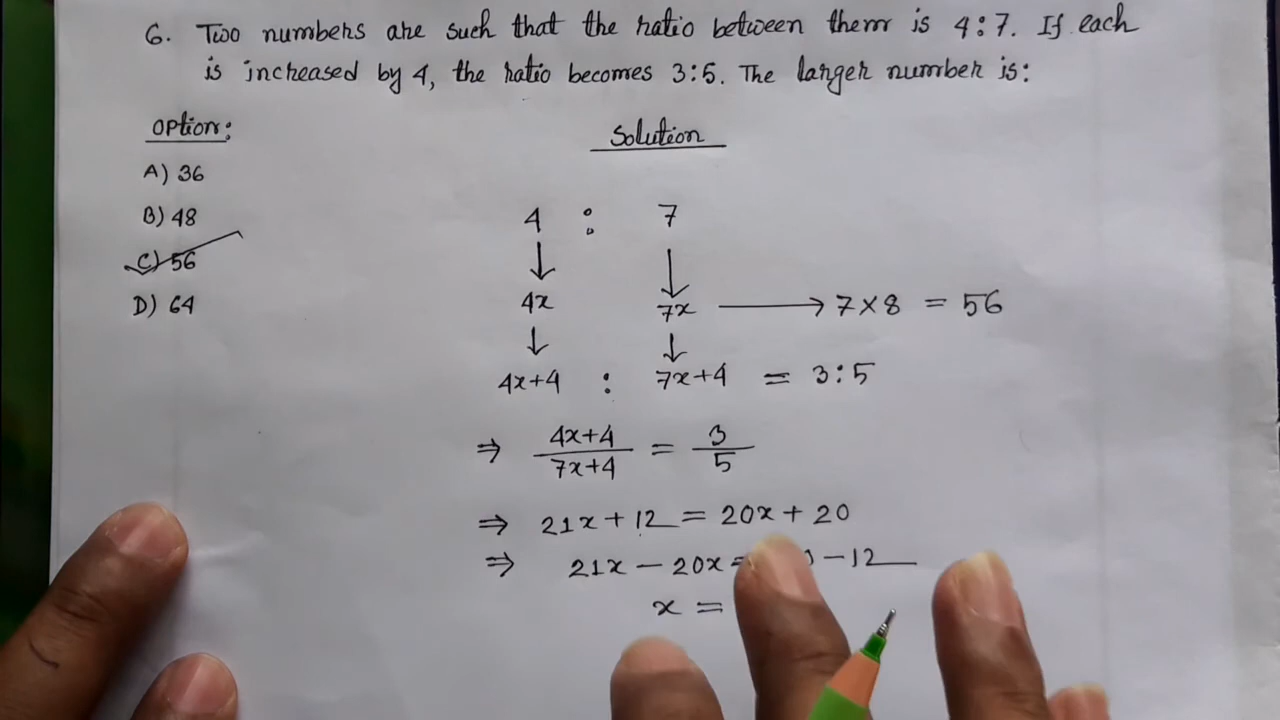 6. Two numbers are such that the ratio between them is 4:7. If each
is increased by 4, the ratio becomes 3:5. The larger number is:
Option:
A) 36
B) 48
C) 56
D) 64
Solution
4 : 7
↓ ↓
4x 7x → 7×8 = 56
↓ ↓
4x+4 : 7x+4 = 3:5
⇒ 4x+4 / 7x+4 = 3 / 5
⇒ 21x + 12 = 20x + 20
⇒ 21x − 20x = − 12
x =